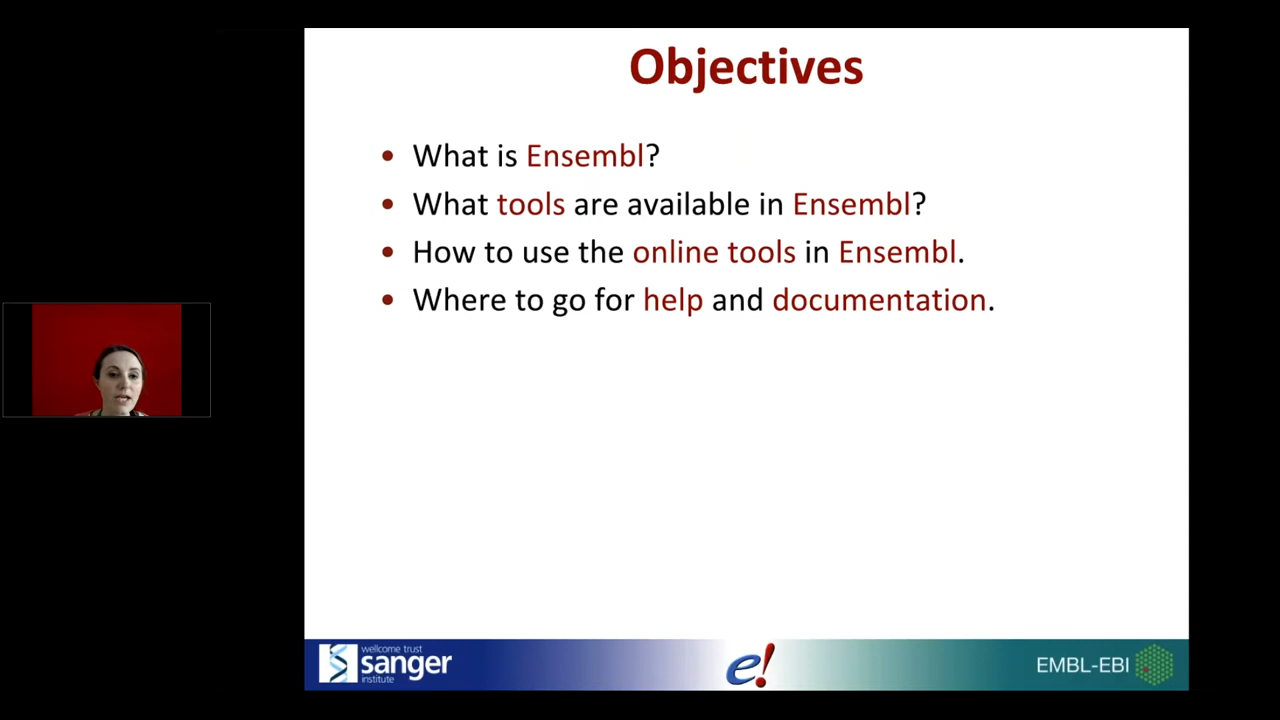 Objectives
• What is Ensembl?
• What tools are available in Ensembl?
• How to use the online tools in Ensembl.
• Where to go for help and documentation.
wellcome trust
sanger
institute
e!
EMBL-EBI